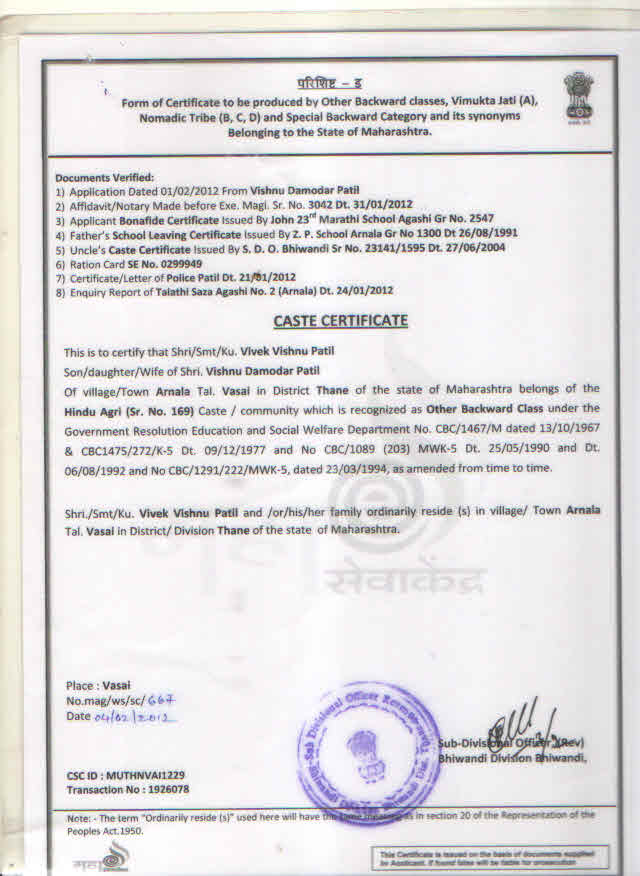 परिशिष्ट – ड
Form of Certificate to be produced by Other Backward classes, Vimukta Jati (A),
Nomadic Tribe (B, C, D) and Special Backward Category and its synonyms
Belonging to the State of Maharashtra.
Documents Verified:
1) Application Dated 01/02/2012 From Vishnu Damodar Patil
2) Affidavit/Notary Made before Exe. Magi. Sr. No. 3042 Dt. 31/01/2012
3) Applicant Bonafide Certificate Issued By John 23rd Marathi School Agashi Gr No. 2547
4) Father's School Leaving Certificate Issued By Z. P. School Arnala Gr No 1300 Dt 26/08/1991
5) Uncle's Caste Certificate Issued By S. D. O. Bhiwandi Sr No. 23141/1595 Dt. 27/06/2004
6) Ration Card SE No. 0299949
7) Certificate/Letter of Police Patil Dt. 21/01/2012
8) Enquiry Report of Talathi Saza Agashi No. 2 (Arnala) Dt. 24/01/2012
CASTE CERTIFICATE
This is to certify that Shri/Smt/Ku. Vivek Vishnu Patil
Son/daughter/Wife of Shri. Vishnu Damodar Patil
Of village/Town Arnala Tal. Vasai in District Thane of the state of Maharashtra belongs of the
Hindu Agri (Sr. No. 169) Caste / community which is recognized as Other Backward Class under the
Government Resolution Education and Social Welfare Department No. CBC/1467/M dated 13/10/1967
& CBC1475/272/K-5 Dt. 09/12/1977 and No CBC/1089 (203) MWK-5 Dt. 25/05/1990 and Dt.
06/08/1992 and No CBC/1291/222/MWK-5, dated 23/03/1994, as amended from time to time.
Shri./Smt/Ku. Vivek Vishnu Patil and /or/his/her family ordinarily reside (s) in village/ Town Arnala
Tal. Vasai in District/ Division Thane of the state of Maharashtra.
महा
सेवाकेंद्र
Place : Vasai
No.mag/ws/sc/ 667
Date 04/02/2012
Sub-Divisional Officer, (Rev)
Bhiwandi Division Bhiwandi,
CSC ID : MUTHNVAI1229
Transaction No : 1926078
Note: - The term "Ordinarily reside (s)" used here will have the same meaning as in section 20 of the Representation of the
Peoples Act.1950.
महा
This Certificate is issued on the basis of documents supplied
by Applicant. If found false will be liable for prosecution